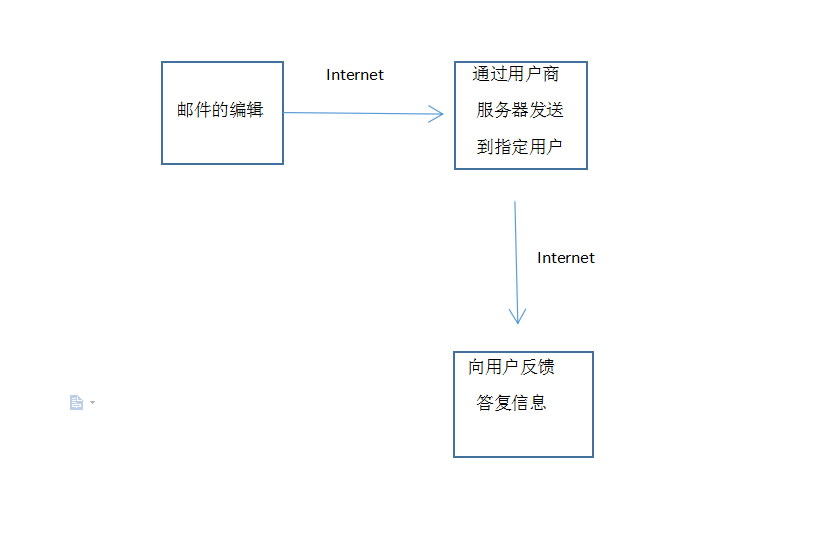 Internet
邮件的编辑
通过用户商
服务器发送
到指定用户
Internet
向用户反馈
答复信息